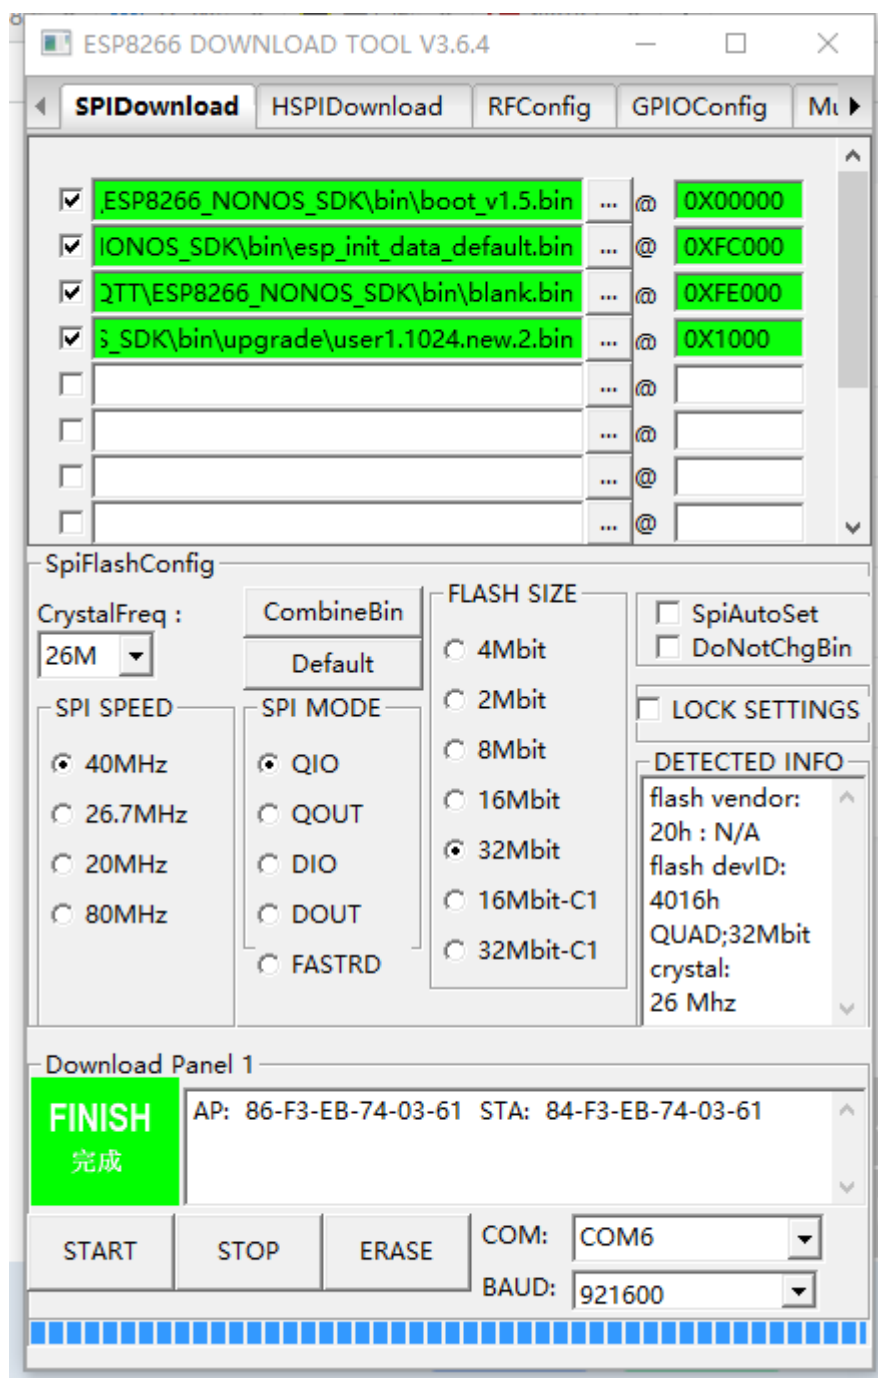 ESP8266 DOWNLOAD TOOL V3.6.4
SPIDownload HSPIDownload RFConfig GPIOConfig
ESP8266_NONOS_SDK\bin\boot_v1.5.bin ... @ 0X00000
IONOS_SDK\bin\esp_init_data_default.bin ... @ 0XFC000
QTT\ESP8266_NONOS_SDK\bin\blank.bin ... @ 0XFE000
S_SDK\bin\upgrade\user1.1024.new.2.bin ... @ 0X1000
... @
... @
... @
... @
SpiFlashConfig
CrystalFreq :
26M
CombineBin
Default
SPI SPEED
40MHz
26.7MHz
20MHz
80MHz
SPI MODE
QIO
QOUT
DIO
DOUT
FASTRD
FLASH SIZE
4Mbit
2Mbit
8Mbit
16Mbit
32Mbit
16Mbit-C1
32Mbit-C1
SpiAutoSet
DoNotChgBin
LOCK SETTINGS
DETECTED INFO
flash vendor:
20h : N/A
flash devID:
4016h
QUAD;32Mbit
crystal:
26 Mhz
Download Panel 1
FINISH
完成
AP: 86-F3-EB-74-03-61 STA: 84-F3-EB-74-03-61
START STOP ERASE
COM: COM6
BAUD: 921600